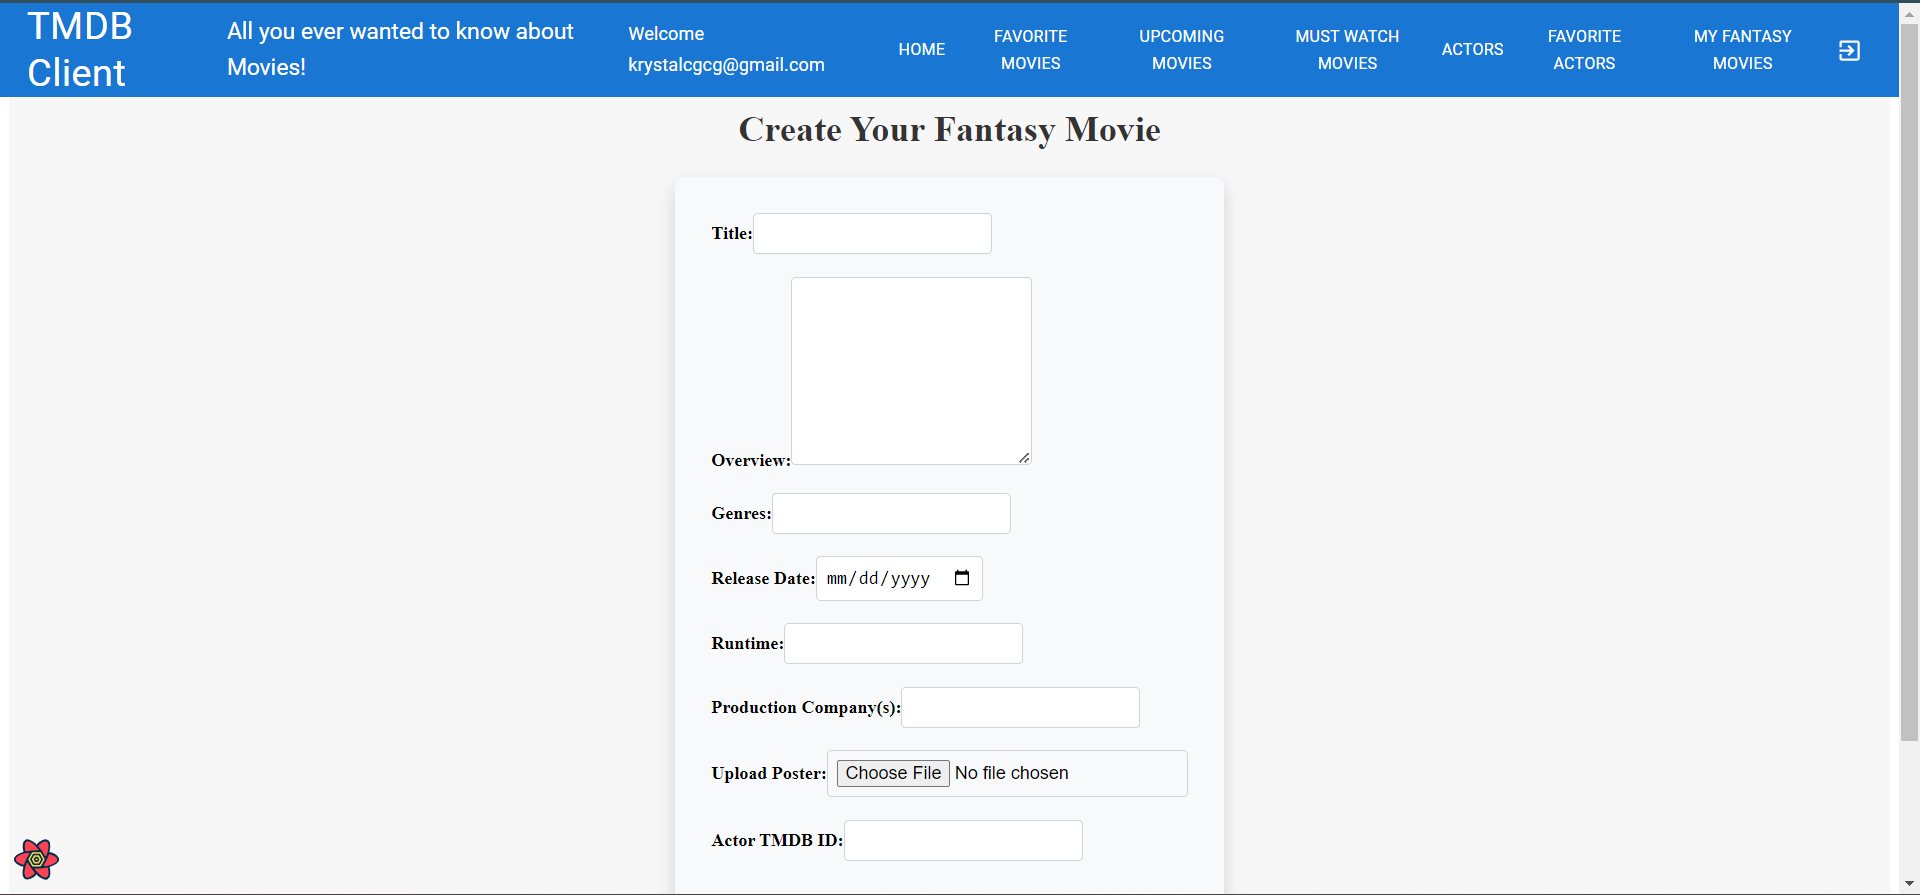 TMDB
Client
All you ever wanted to know about
Movies!
Welcome
krystalcgcg@gmail.com
HOME
FAVORITE
MOVIES
UPCOMING
MOVIES
MUST WATCH
MOVIES
ACTORS
FAVORITE
ACTORS
MY FANTASY
MOVIES
Create Your Fantasy Movie
Title:
Overview:
Genres:
Release Date: mm/dd/yyyy
Runtime:
Production Company(s):
Upload Poster: Choose File No file chosen
Actor TMDB ID: